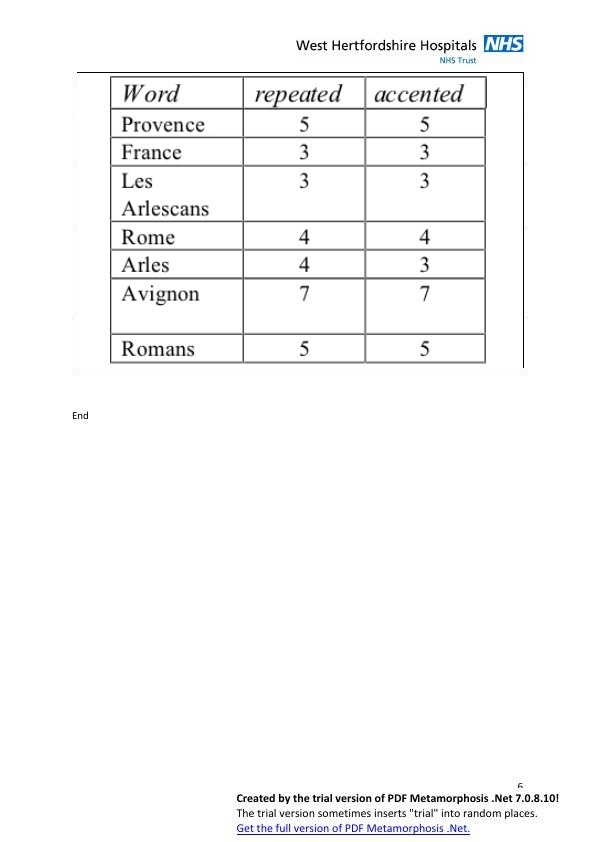 West Hertfordshire Hospitals NHS
NHS Trust
Word repeated accented
Provence 5 5
France 3 3
Les 3 3
Arlescans
Rome 4 4
Arles 4 3
Avignon 7 7
Romans 5 5
End
6
Created by the trial version of PDF Metamorphosis .Net 7.0.8.10!
The trial version sometimes inserts "trial" into random places.
Get the full version of PDF Metamorphosis .Net.